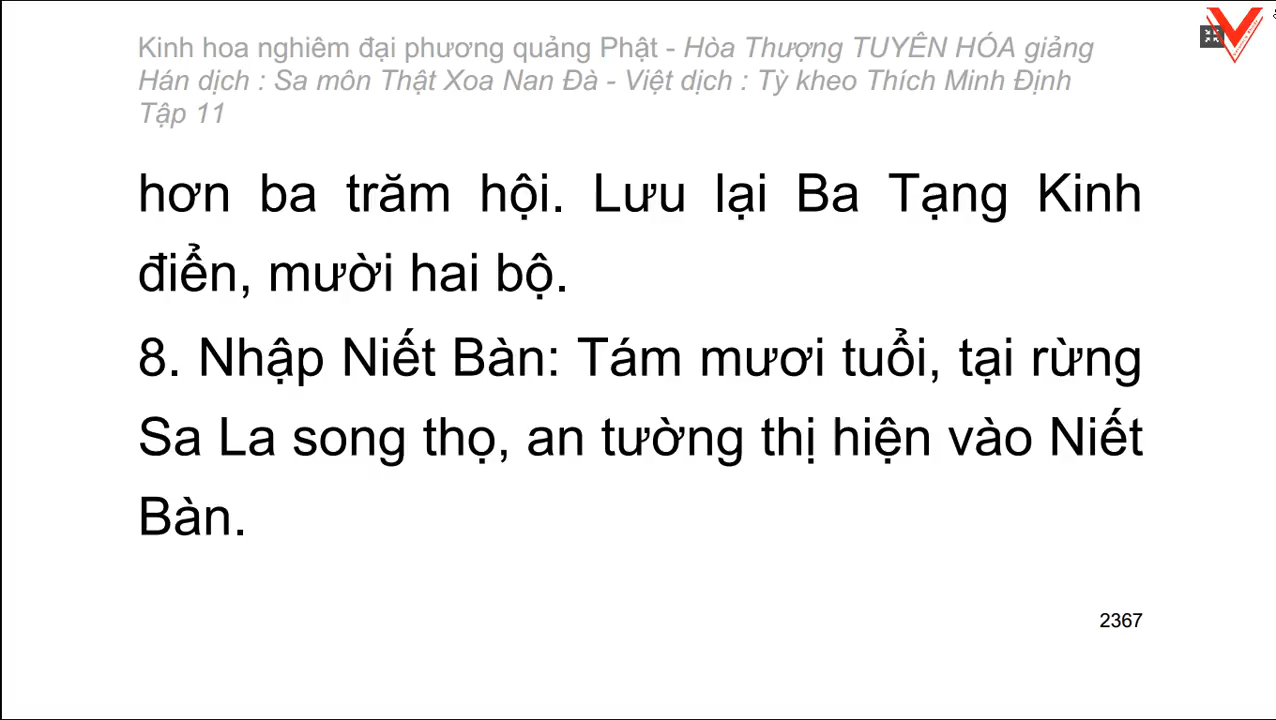 Kinh hoa nghiêm đại phương quảng Phật - Hòa Thượng TUYÊN HÓA giảng
Hán dịch : Sa môn Thật Xoa Nan Đà - Việt dịch : Tỳ kheo Thích Minh Định
Tập 11
hơn ba trăm hội. Lưu lại Ba Tạng Kinh
điển, mười hai bộ.
8. Nhập Niết Bàn: Tám mươi tuổi, tại rừng
Sa La song thọ, an tường thị hiện vào Niết
Bàn.
2367